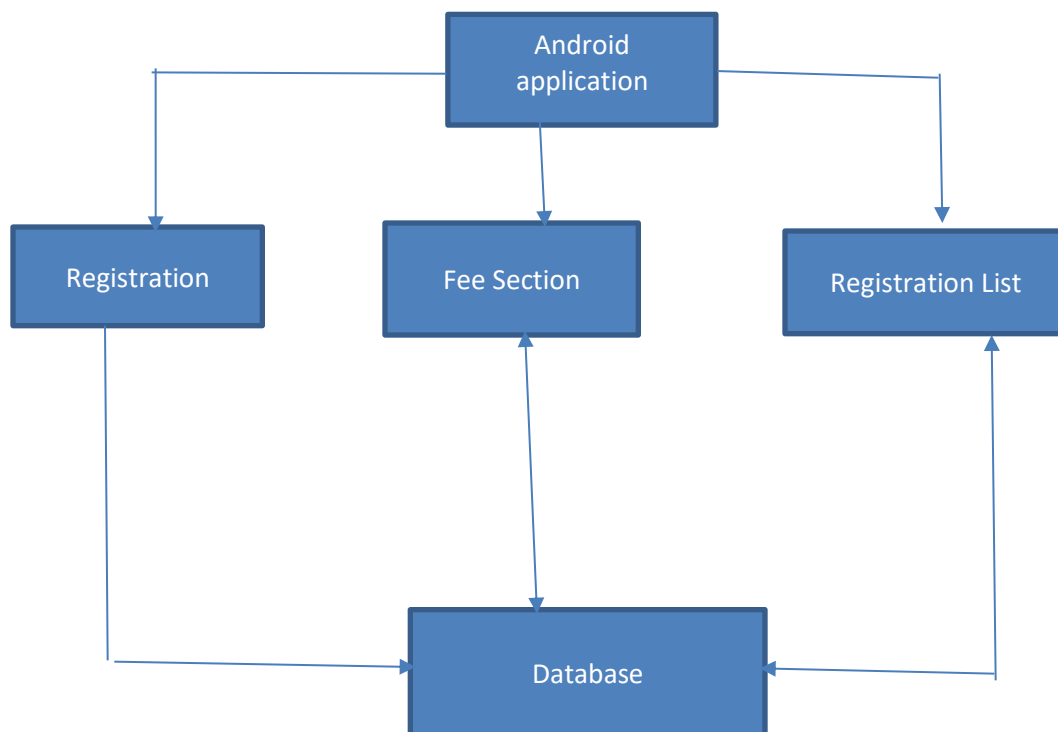 Android
application
Registration
Fee Section
Registration List
Database